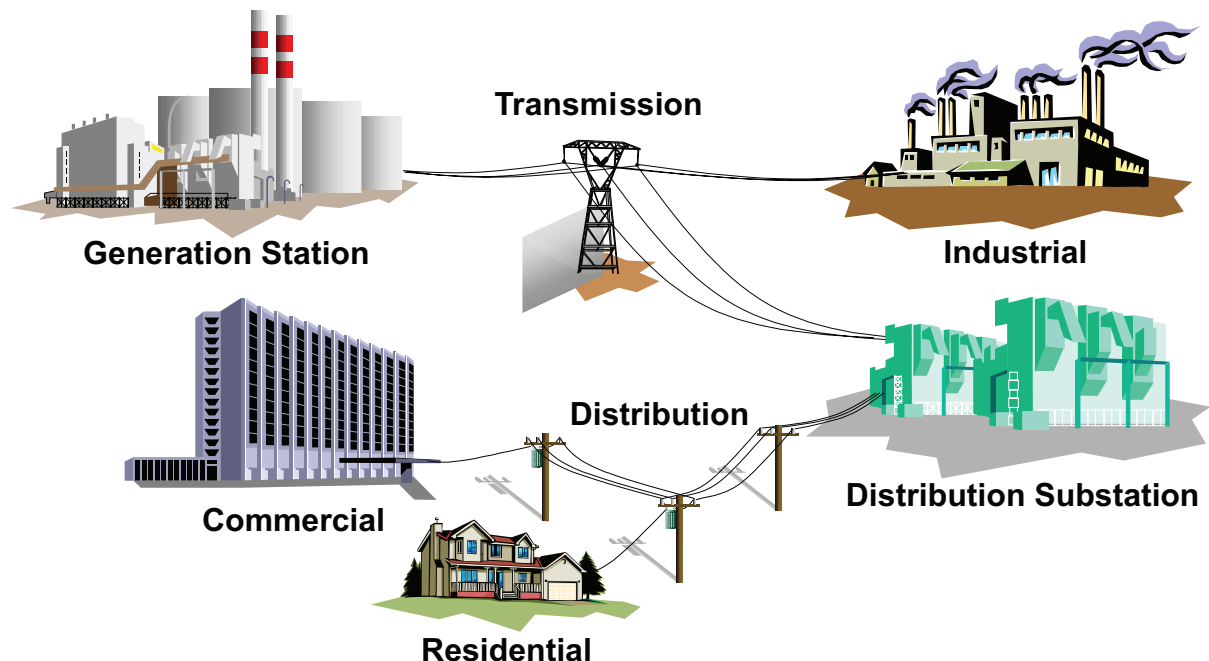 Transmission
Generation Station
Industrial
Distribution
Commercial
Distribution Substation
Residential